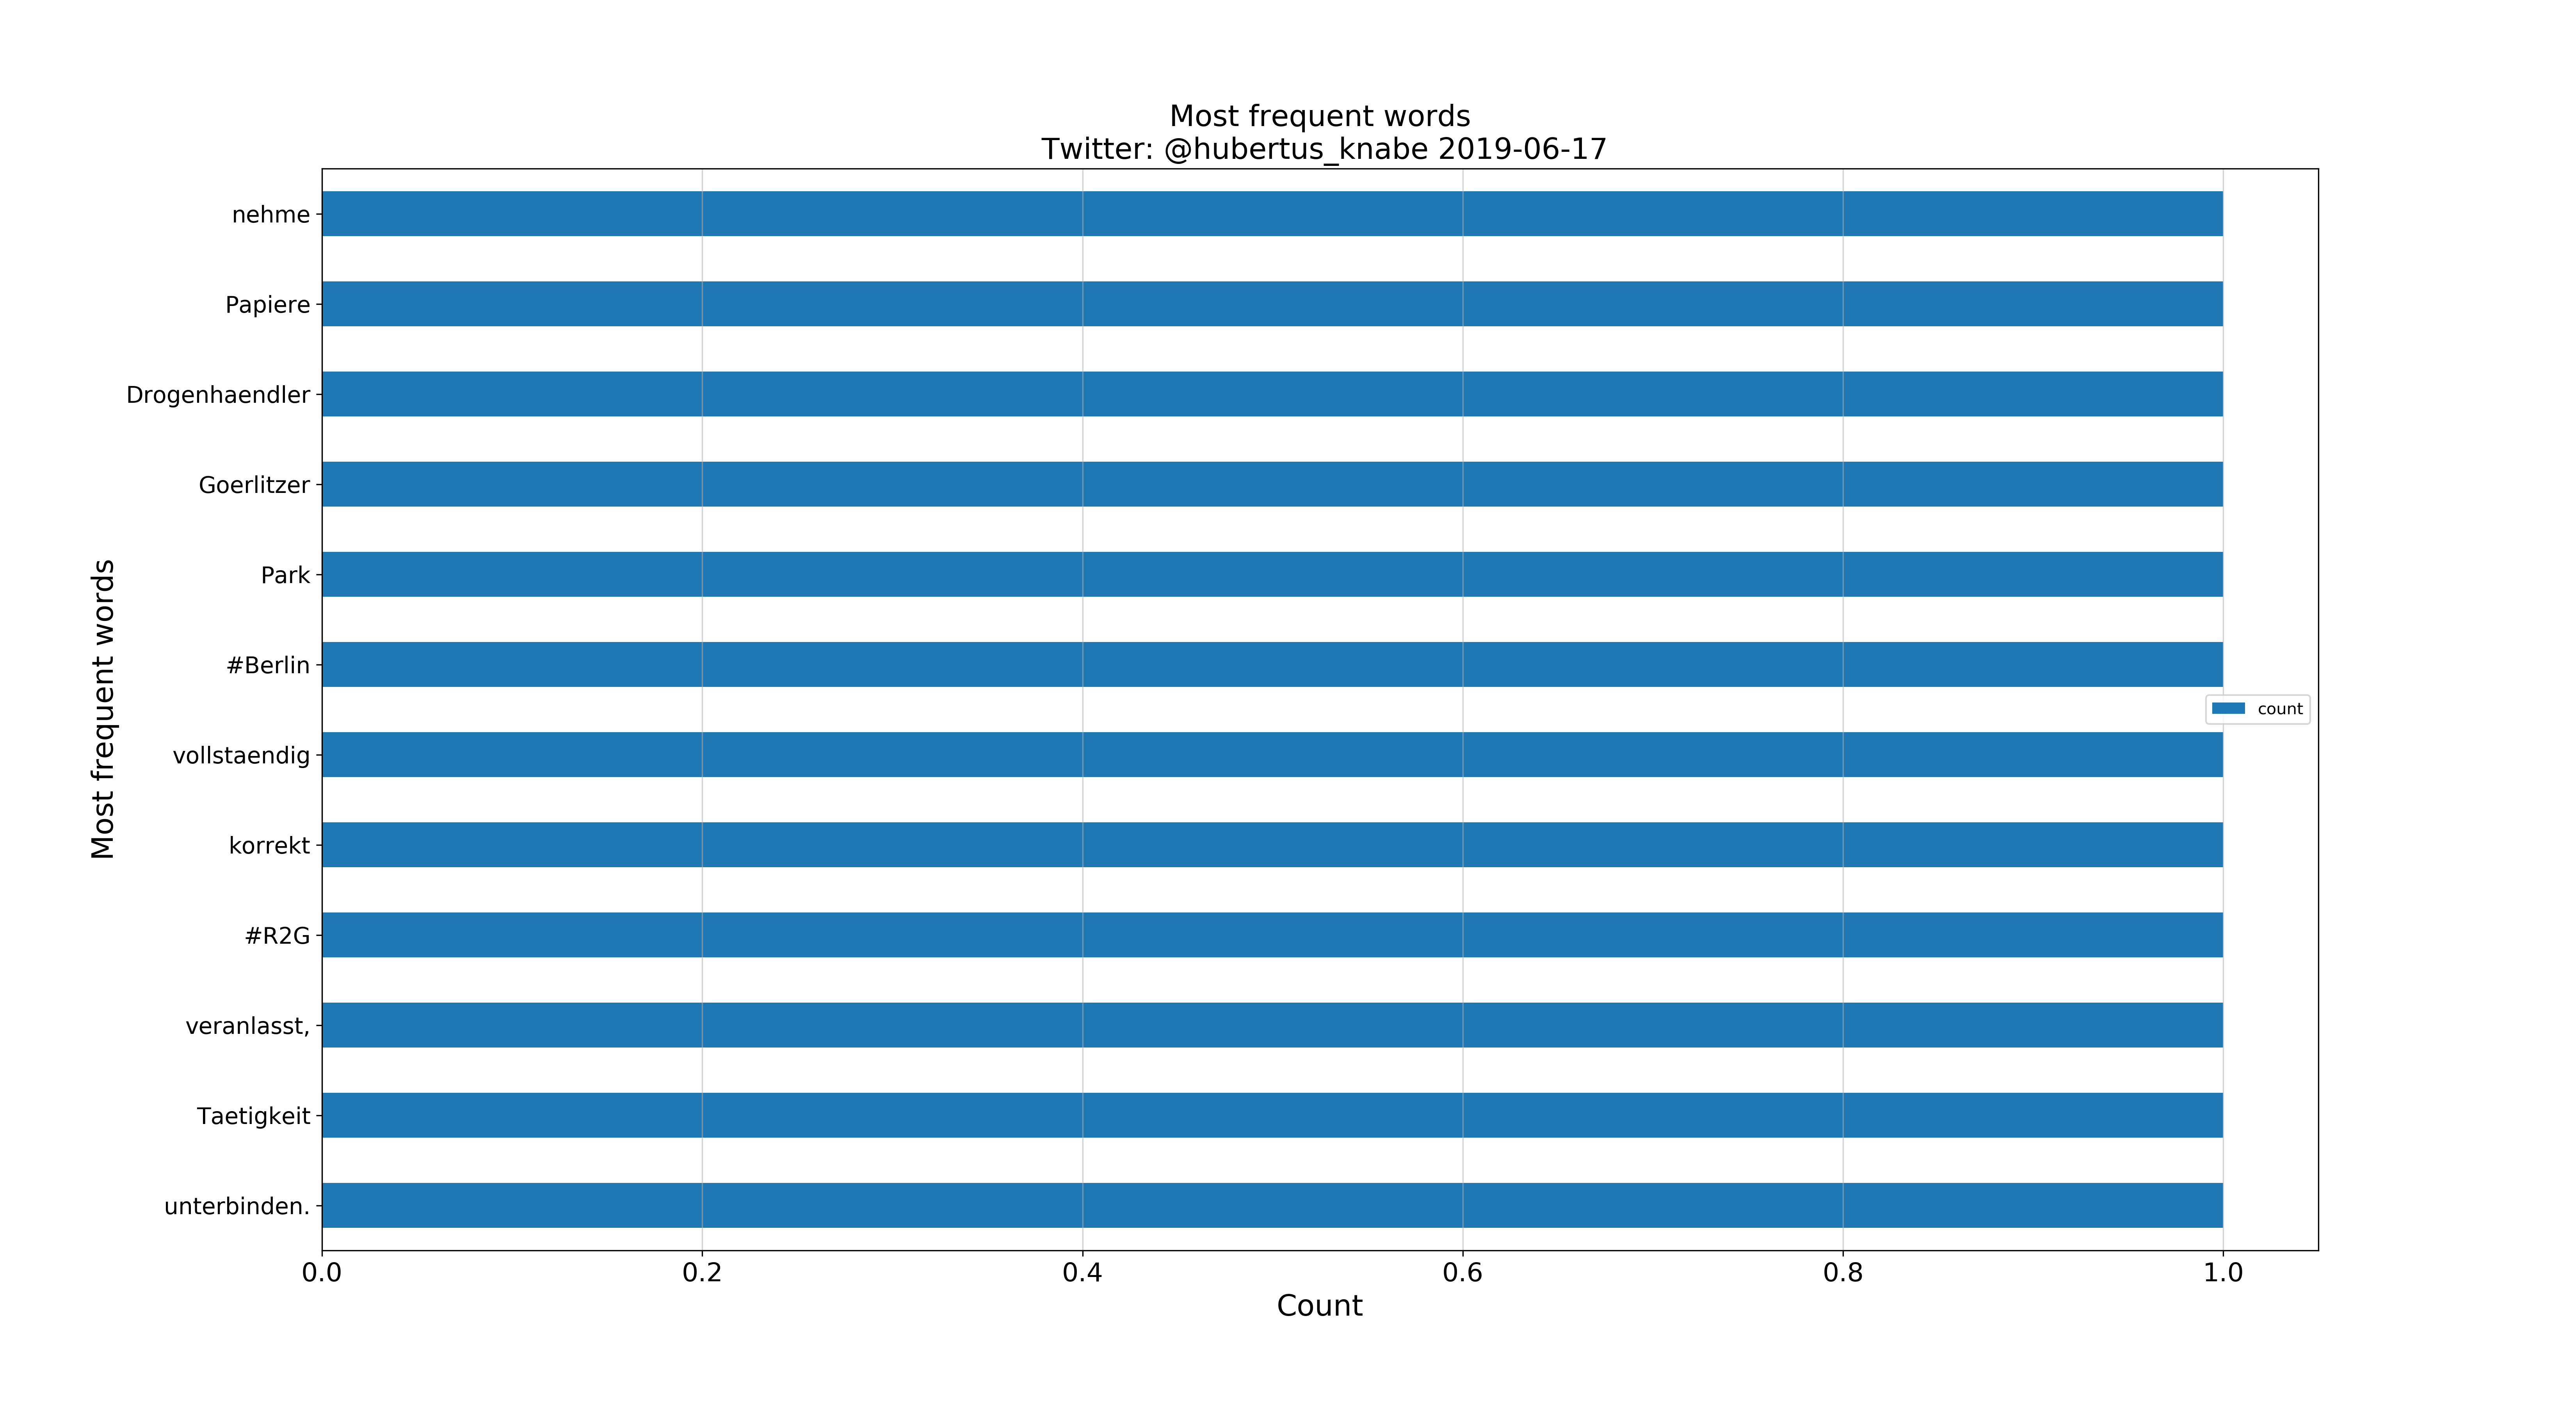 Most frequent words
Twitter: @hubertus_knabe 2019-06-17
Most frequent words
nehme
Papiere
Drogenhaendler
Goerlitzer
Park
#Berlin
vollstaendig
korrekt
#R2G
veranlasst,
Taetigkeit
unterbinden.
count
0.0 0.2 0.4 0.6 0.8 1.0
Count